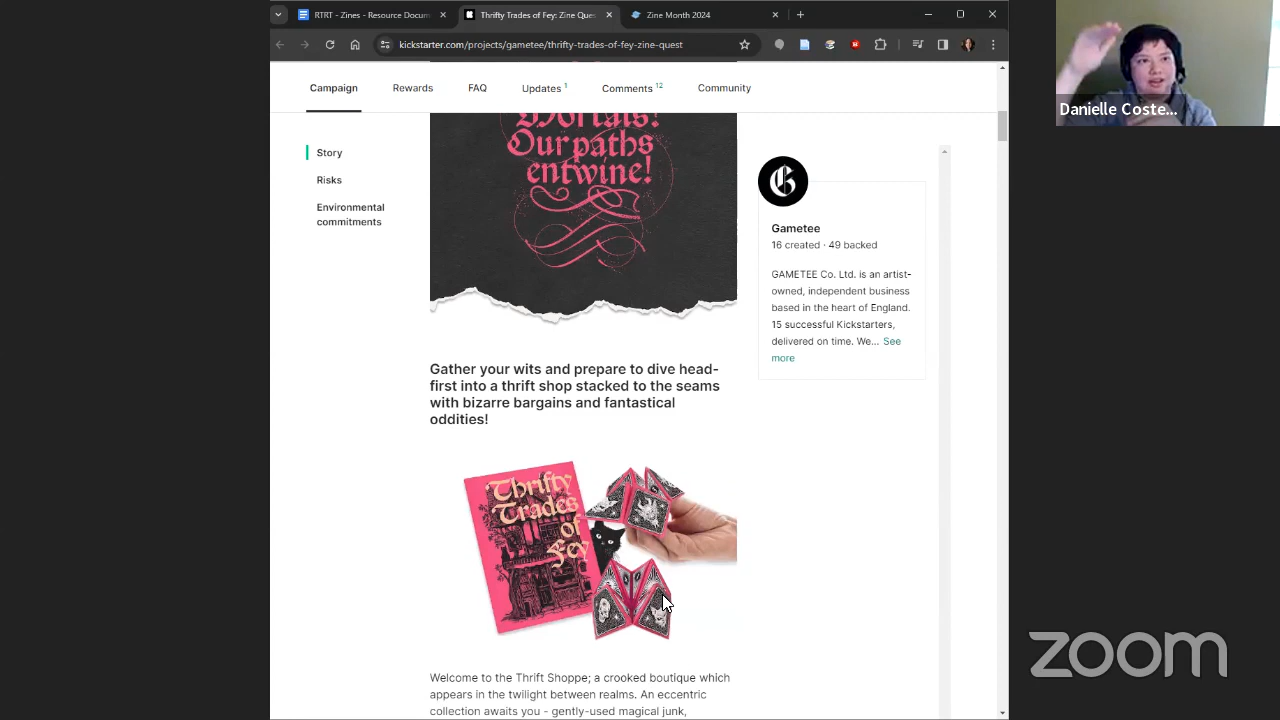 RTRT - Zines - Resource Docum
Thrifty Trades of Fey: Zine Ques
Zine Month 2024
kickstarter.com/projects/gametee/thrifty-trades-of-fey-zine-quest
Campaign
Rewards
FAQ
Updates 1
Comments 12
Community
Danielle Coste...
Story
Risks
Environmental
commitments
Mortals!
Our paths
entwine!
G
Gametee
16 created · 49 backed
GAMETEE Co. Ltd. is an artist-
owned, independent business
based in the heart of England.
15 successful Kickstarters,
delivered on time. We... See
more
Gather your wits and prepare to dive head-
first into a thrift shop stacked to the seams
with bizarre bargains and fantastical
oddities!
Thrifty
Trades
of
Fey
Welcome to the Thrift Shoppe; a crooked boutique which
appears in the twilight between realms. An eccentric
collection awaits you - gently-used magical junk,
zoom